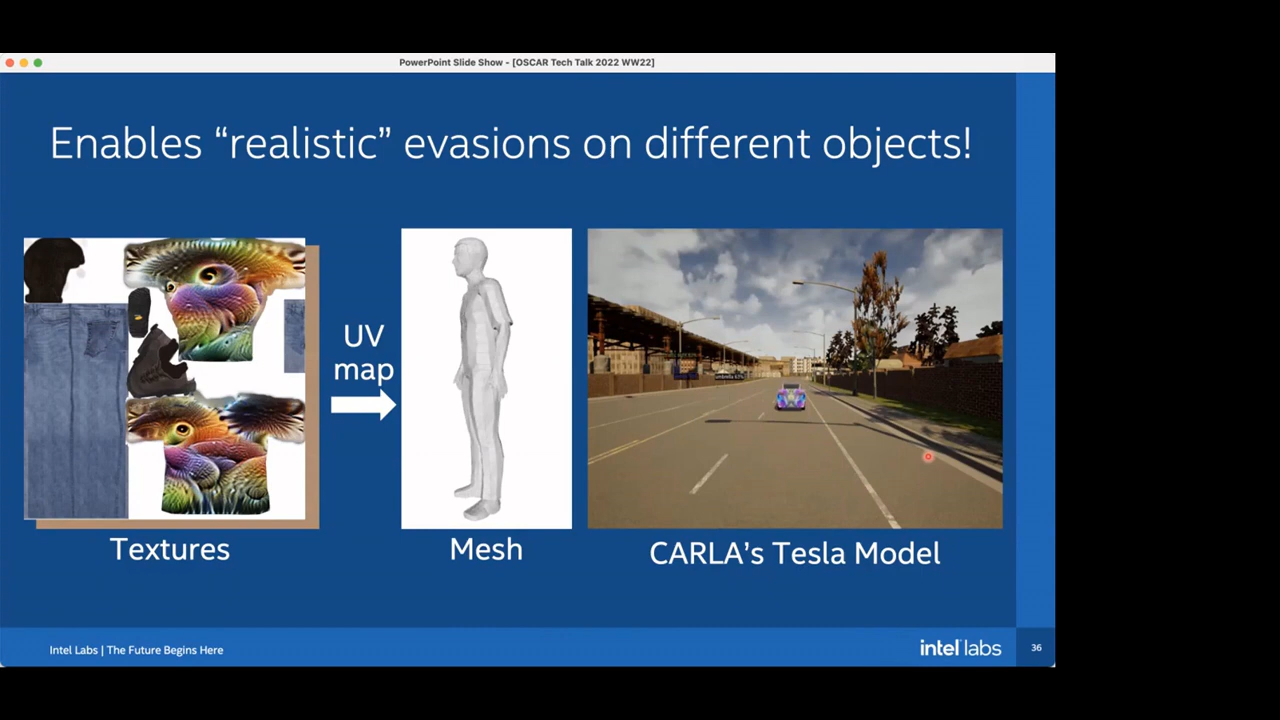 PowerPoint Slide Show - [OSCAR Tech Talk 2022 WW22]
Enables “realistic” evasions on different objects!
UV
map
Textures
Mesh
CARLA’s Tesla Model
Intel Labs | The Future Begins Here
intel labs
36